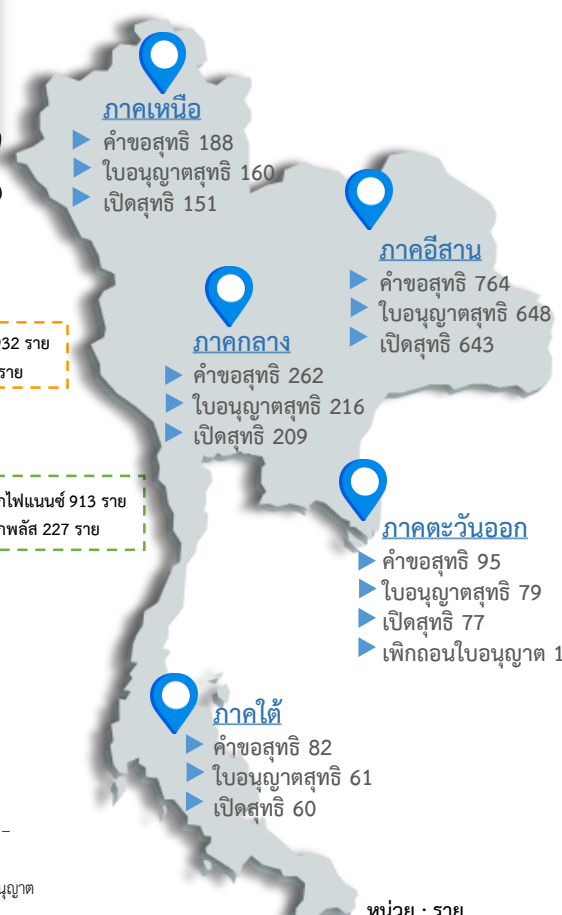 ภาคเหนือ
คำขอสุทธิ 188
ใบอนุญาตสุทธิ 160
เปิดสุทธิ 151
ภาคอีสาน
คำขอสุทธิ 764
ใบอนุญาตสุทธิ 648
เปิดสุทธิ 643
932 ราย
ราย
ภาคกลาง
คำขอสุทธิ 262
ใบอนุญาตสุทธิ 216
เปิดสุทธิ 209
กไฟแนนซ์ 913 ราย
กพลัส 227 ราย
ภาคตะวันออก
คำขอสุทธิ 95
ใบอนุญาตสุทธิ 79
เปิดสุทธิ 77
เพิกถอนใบอนุญาต 1
ภาคใต้
คำขอสุทธิ 82
ใบอนุญาตสุทธิ 61
เปิดสุทธิ 60
หน่วย : ราย